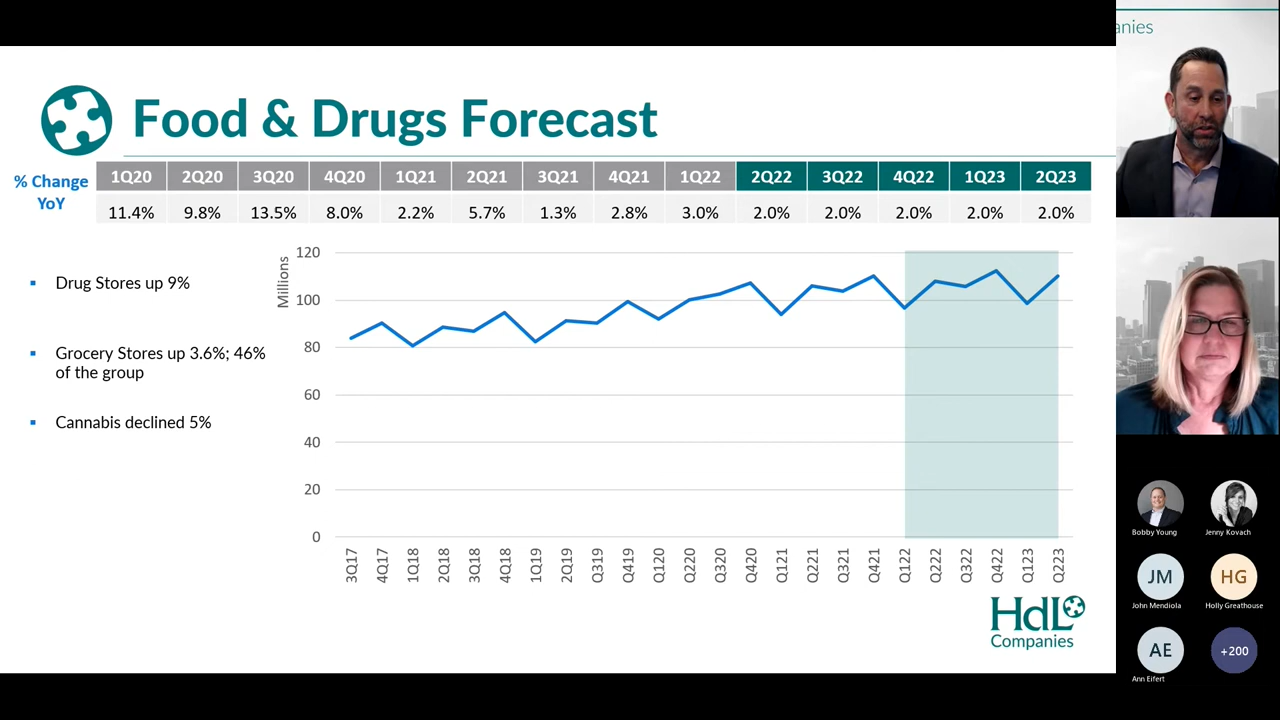 anies
Food & Drugs Forecast
% Change YoY
1Q20 2Q20 3Q20 4Q20 1Q21 2Q21 3Q21 4Q21 1Q22 2Q22 3Q22 4Q22 1Q23 2Q23
11.4% 9.8% 13.5% 8.0% 2.2% 5.7% 1.3% 2.8% 3.0% 2.0% 2.0% 2.0% 2.0% 2.0%
Drug Stores up 9%
Grocery Stores up 3.6%; 46%
of the group
Cannabis declined 5%
Millions
120
100
80
60
40
20
0
3Q17 4Q17 1Q18 2Q18 3Q18 4Q18 1Q19 2Q19 Q319 Q419 Q120 Q220 Q320 Q420 Q121 Q221 Q321 Q421 Q122 Q222 Q322 Q422 Q123 Q223
HdL
Companies
Bobby Young
Jenny Kovach
JM
John Mendiola
HG
Holly Greathouse
AE
Ann Eifert
+200